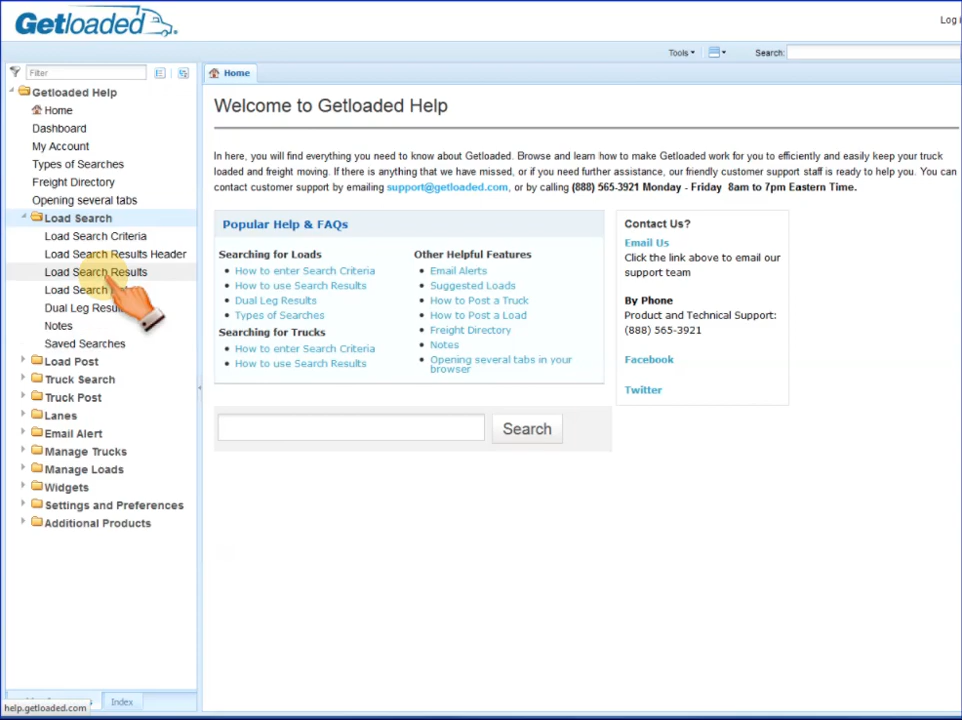 Getloaded
Log
Tools
Search:
Filter
Home
Getloaded Help
Home
Dashboard
My Account
Types of Searches
Freight Directory
Opening several tabs
Load Search
Load Search Criteria
Load Search Results Header
Load Search Results
Load Search
Dual Leg
Notes
Saved Searches
Load Post
Truck Search
Truck Post
Lanes
Email Alert
Manage Trucks
Manage Loads
Widgets
Settings and Preferences
Additional Products
Index
help.getloaded.com
Welcome to Getloaded Help
In here, you will find everything you need to know about Getloaded. Browse and learn how to make Getloaded work for you to efficiently and easily keep your truck
loaded and freight moving. If there is anything that we have missed, or if you need further assistance, our friendly customer support staff is ready to help you. You can
contact customer support by emailing support@getloaded.com, or by calling (888) 565-3921 Monday - Friday 8am to 7pm Eastern Time.
Popular Help & FAQs
Searching for Loads
How to enter Search Criteria
How to use Search Results
Dual Leg Results
Types of Searches
Searching for Trucks
How to enter Search Criteria
How to use Search Results
Other Helpful Features
Email Alerts
Suggested Loads
How to Post a Truck
How to Post a Load
Freight Directory
Notes
Opening several tabs in your
browser
Contact Us?
Email Us
Click the link above to email our
support team
By Phone
Product and Technical Support:
(888) 565-3921
Facebook
Twitter
Search